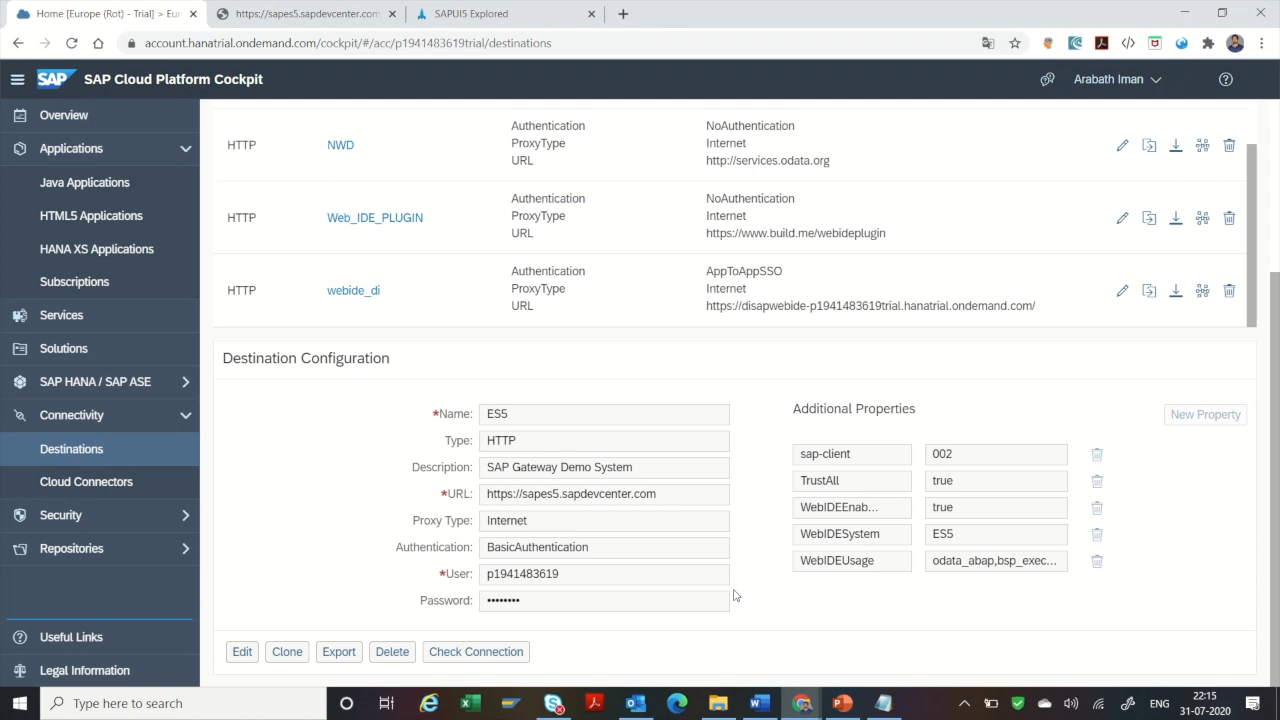 Home [Europe (Rot) - Trial] > Eur
https://sapes5.sapdevcenter.com
SAPUI5 Explored
account.hanatrial.ondemand.com/cockpit/#/acc/p1941483619trial/destinations
SAP
SAP Cloud Platform Cockpit
Arabath Iman
Overview
Applications
Java Applications
HTML5 Applications
HANA XS Applications
Subscriptions
Services
Solutions
SAP HANA / SAP ASE
Connectivity
Destinations
Cloud Connectors
Security
Repositories
Useful Links
Legal Information
HTTP NWD Authentication NoAuthentication
ProxyType Internet
URL http://services.odata.org
HTTP Web_IDE_PLUGIN Authentication NoAuthentication
ProxyType Internet
URL https://www.build.me/webideplugin
HTTP webide_di Authentication AppToAppSSO
ProxyType Internet
URL https://disapwebide-p1941483619trial.hanatrial.ondemand.com/
Destination Configuration
*Name: ES5
Type: HTTP
Description: SAP Gateway Demo System
*URL: https://sapes5.sapdevcenter.com
Proxy Type: Internet
Authentication: BasicAuthentication
*User: p1941483619
Password: ••••••••
Additional Properties
New Property
sap-client 002
TrustAll true
WebIDEEnab... true
WebIDESystem ES5
WebIDEUsage odata_abap,bsp_exec...
Edit Clone Export Delete Check Connection
Type here to search
ENG
22:15
31-07-2020